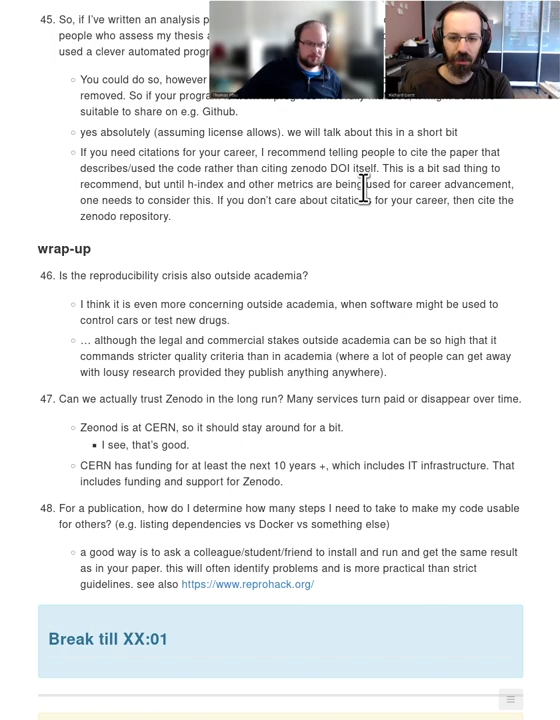 45. So, if I've written an analysis p
people who assess my thesis a
used a clever automated progr
◦ You could do so, however
removed. So if your progra
suitable to share on e.g. Github.
◦ yes absolutely (assuming license allows). we will talk about this in a short bit
◦ If you need citations for your career, I recommend telling people to cite the paper that
describes/used the code rather than citing zenodo DOI itself. This is a bit sad thing to
recommend, but until h-index and other metrics are being used for career advancement,
one needs to consider this. If you don't care about citations for your career, then cite the
zenodo repository.
wrap-up
46. Is the reproducibility crisis also outside academia?
◦ I think it is even more concerning outside academia, when software might be used to
control cars or test new drugs.
◦ … although the legal and commercial stakes outside academia can be so high that it
commands stricter quality criteria than in academia (where a lot of people can get away
with lousy research provided they publish anything anywhere).
47. Can we actually trust Zenodo in the long run? Many services turn paid or disappear over time.
◦ Zeonod is at CERN, so it should stay around for a bit.
▪ I see, that's good.
◦ CERN has funding for at least the next 10 years +, which includes IT infrastructure. That
includes funding and support for Zenodo.
48. For a publication, how do I determine how many steps I need to take to make my code usable
for others? (e.g. listing dependencies vs Docker vs something else)
◦ a good way is to ask a colleague/student/friend to install and run and get the same result
as in your paper. this will often identify problems and is more practical than strict
guidelines. see also https://www.reprohack.org/
Break till XX:01